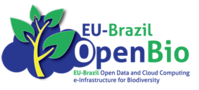 EU-Brazil
OpenBio
EU-Brazil Open Data and Cloud Computing
e-Infrastructure for Biodiversity